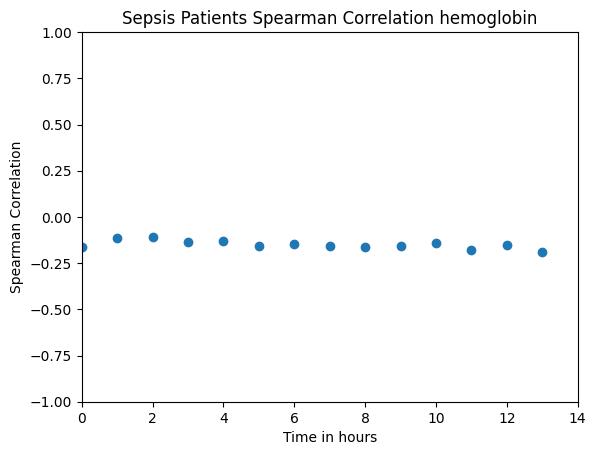 Sepsis Patients Spearman Correlation hemoglobin
1.00
0.75
0.50
0.25
0.00
−0.25
−0.50
−0.75
−1.00
Spearman Correlation
0 2 4 6 8 10 12 14
Time in hours